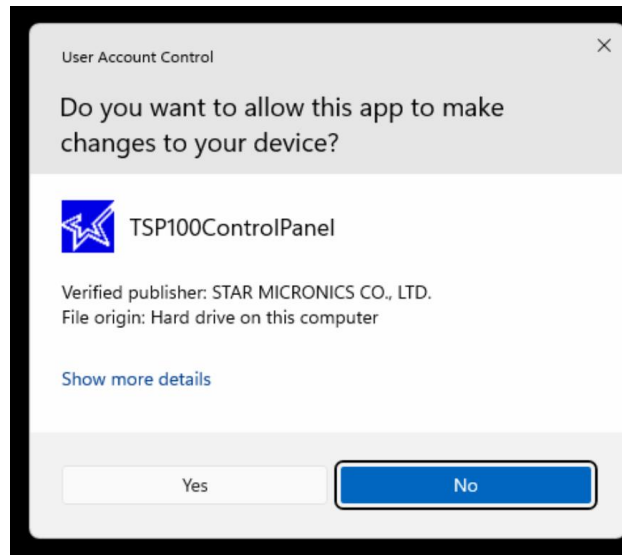 User Account Control
Do you want to allow this app to make
changes to your device?
TSP100ControlPanel
Verified publisher: STAR MICRONICS CO., LTD.
File origin: Hard drive on this computer
Show more details
Yes
No